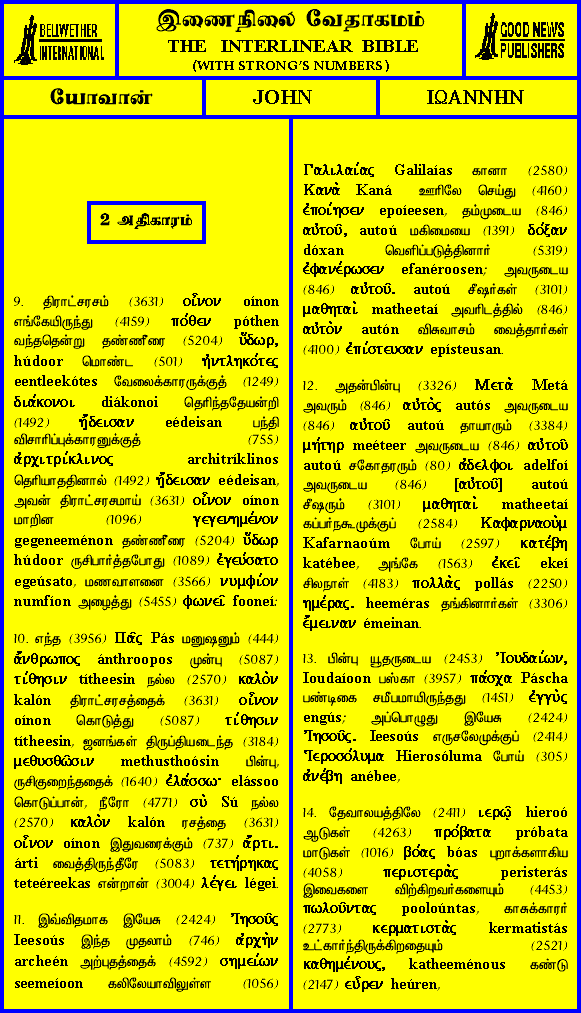 BELLWETHER
INTERNATIONAL
இணைநிலை வேதாகமம்
THE INTERLINEAR BIBLE
(WITH STRONG'S NUMBERS)
GOOD NEWS
PUBLISHERS
யோவான்
JOHN
ΙΩΑΝΝΗΝ
2 அதிகாரம்
9. திராட்சரசம் (3631) οἶνον oínon
எங்கேயிருந்து (4159) πόθεν póthen
வந்ததென்று தண்ணீரை (5204) ὕδωρ,
húdoor மொண்ட (501) ἠντληκότες
eentleekótes வேலைக்காரருக்குத் (1249)
διάκονοι diákonoi தெரிந்ததேயன்றி
(1492) ᾔδεισαν eédeisan பந்தி
விசாரிப்புக்காரனுக்குத் (755)
ἀρχιτρίκλινος architríklinos
தெரியாததினால் (1492) ᾔδεισαν eédeisan,
அவன் திராட்சரசமாய் (3631) οἶνον oínon
மாறின (1096) γεγενημένον
gegeneeménon தண்ணீரை (5204) ὕδωρ
húdoor ருசிபார்த்தபோது (1089) ἐγεύσατο
egeúsato, மணவாளனை (3566) νυμφίον
numfíon அழைத்து (5455) φωνεῖ fooneí:
10. எந்த (3956) Πᾶς Pás மனுஷனும் (444)
ἄνθρωπος ánthroopos முன்பு (5087)
τίθησιν títheesin நல்ல (2570) καλὸν
kalón திராட்சரசத்தைக் (3631) οἶνον
oínon கொடுத்து (5087) τίθησιν
títheesin, ஜனங்கள் திருப்தியடைந்த (3184)
μεθυσθῶσιν methusthoósin பின்பு,
ருசிகுறைந்ததைக் (1640) ἐλάσσω· elássoo
கொடுப்பான், நீரோ (4771) σὺ Sú நல்ல
(2570) καλὸν kalón ரசத்தை (3631)
οἶνον oínon இதுவரைக்கும் (737) ἄρτι.
árti வைத்திருந்தீரே (5083) τετήρηκας
teteéreekas என்றான் (3004) λέγει légei.
11. இவ்விதமாக இயேசு (2424) Ἰησοῦς
Ieesoús இந்த முதலாம் (746) ἀρχὴν
archeén அற்புதத்தைக் (4592) σημείων
seemeíoon கலிலேயாவிலுள்ள (1056)
Γαλιλαίας Galilaías கானா (2580)
Κανὰ Kaná ஊரிலே செய்து (4160)
ἐποίησεν epoíeesen, தம்முடைய (846)
αὐτοῦ, autoú மகிமையை (1391) δόξαν
dóxan வெளிப்படுத்தினார் (5319)
ἐφανέρωσεν efanéroosen; அவருடைய
(846) αὐτοῦ. autoú சீஷர்கள் (3101)
μαθηταὶ matheetaí அவரிடத்தில் (846)
αὐτὸν autón விசுவாசம் வைத்தார்கள்
(4100) ἐπίστευσαν epísteusan.
12. அதன்பின்பு (3326) Μετὰ Metá
அவரும் (846) αὐτὸς autós அவருடைய
(846) αὐτοῦ autoú தாயாரும் (3384)
μήτηρ meéteer அவருடைய (846) αὐτοῦ
autoú சகோதரரும் (80) ἀδελφοι adelfoí
அவருடைய (846) [αὐτοῦ] autoú
சீஷரும் (3101) μαθηταὶ matheetaí
கப்பர்நகூமுக்குப் (2584) Καφαρναοὺμ
Kafarnaoúm போய் (2597) κατέβη
katébee, அங்கே (1563) ἐκεῖ ekeí
சிலநாள் (4183) πολλὰς pollás (2250)
ημέρας. heeméras தங்கினார்கள் (3306)
ἔμειναν émeinan.
13. பின்பு யூதருடைய (2453) Ἰουδαίων,
Ioudaíoon பஸ்கா (3957) πάσχα Páscha
பண்டிகை சமீபமாயிருந்தது (1451) ἐγγὺς
engús; அப்பொழுது இயேசு (2424)
Ἰησοῦς. Ieesoús எருசலேமுக்குப் (2414)
Ἱεροσόλυμα Hierosóluma போய் (305)
ἀνέβη anébee,
14. தேவாலயத்திலே (2411) ιερῷ hieroó
ஆடுகள் (4263) πρόβατα próbata
மாடுகள் (1016) βόας bóas புறாக்களாகிய
(4058) περιστερὰς peristerás
இவைகளை விற்கிறவர்களையும் (4453)
πωλοῦντας pooloúntas, காசுக்காரர்
(2773) κερματιστὰς kermatistás
உட்கார்ந்திருக்கிறதையும் (2521)
καθημένους, katheeménous கண்டு
(2147) εὗρεν heúren,